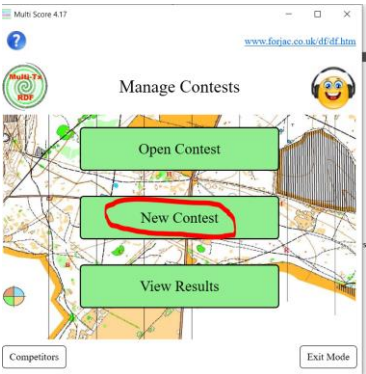 Multi Score 4.17
?
www.forjac.co.uk/df/df.htm
Multi-Tx
RDF
Manage Contests
Open Contest
New Contest
View Results
Competitors
Exit Mode